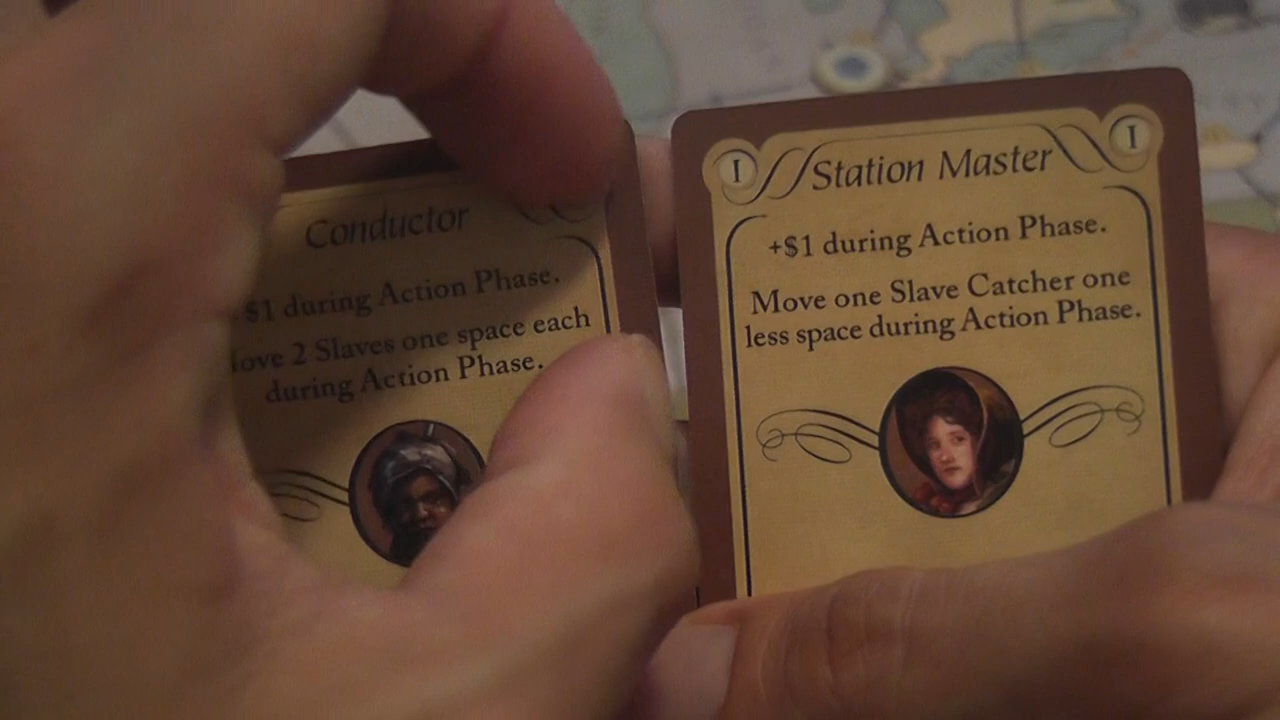 Conductor
$1 during Action Phase.
2 Slaves one space each
during Action Phase.
I Station Master I
+$1 during Action Phase.
Move one Slave Catcher one
less space during Action Phase.